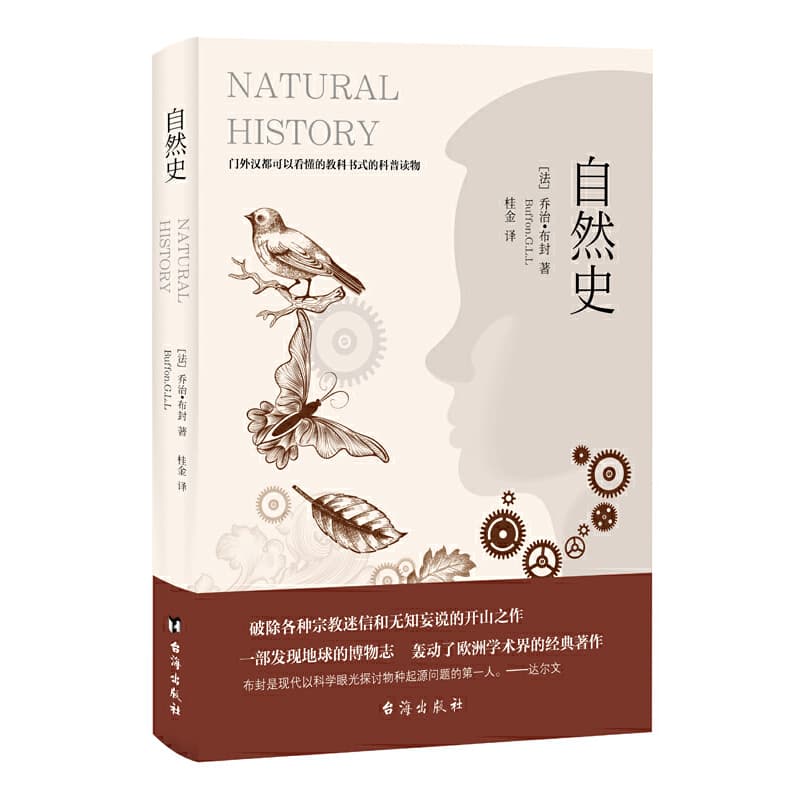 自然史
NATURAL
HISTORY
[法] 乔治·布封 著
Buffon.G.L.L
桂金 译
台海出版社
NATURAL
HISTORY
门外汉都可以看懂的教科书式的科普读物
自然史
[法] 乔治·布封 著
Buffon.G.L.L
桂金 译
破除各种宗教迷信和无知妄说的开山之作
一部发现地球的博物志 轰动了欧洲学术界的经典著作
布封是现代以科学眼光探讨物种起源问题的第一人。——达尔文
台海出版社